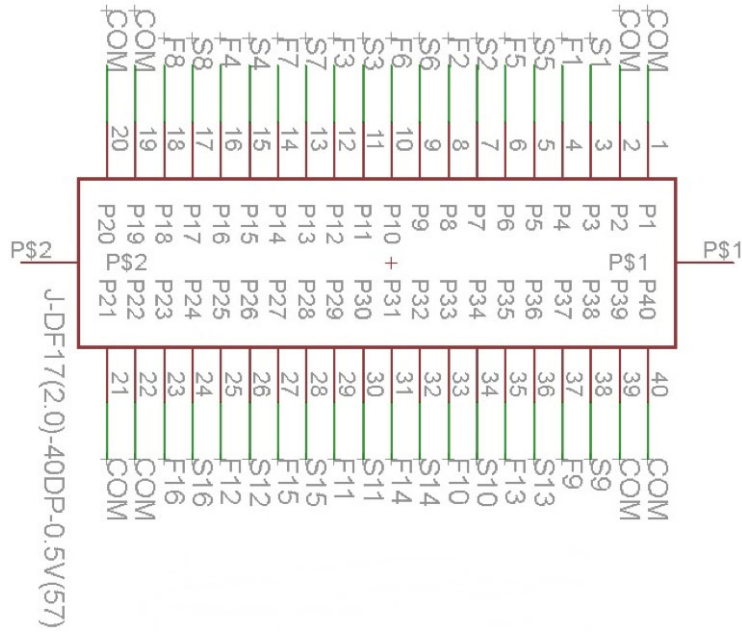 COM COM F8 S8 F4 S4 F7 S7 F3 S3 F6 S6 F2 S2 F5 S5 F1 S1 COM COM
20 19 18 17 16 15 14 13 12 11 10 9 8 7 6 5 4 3 2 1
P20 P19 P18 P17 P16 P15 P14 P13 P12 P11 P10 P9 P8 P7 P6 P5 P4 P3 P2 P1
P$2 P$2 P$1 P$1
P21 P22 P23 P24 P25 P26 P27 P28 P29 P30 P31 P32 P33 P34 P35 P36 P37 P38 P39 P40
21 22 23 24 25 26 27 28 29 30 31 32 33 34 35 36 37 38 39 40
COM COM F16 S16 F12 S12 F15 S15 F11 S11 F14 S14 F10 S10 F13 S13 F9 S9 COM COM
J-DF17(2.0)-40DP-0.5V(57)